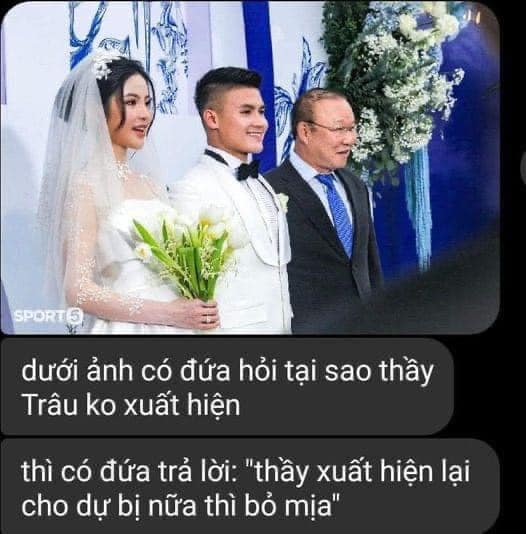 SPORT5
dưới ảnh có đứa hỏi tại sao thầy
Trâu ko xuất hiện
thì có đứa trả lời: "thầy xuất hiện lại
cho dự bị nữa thì bỏ mịa"